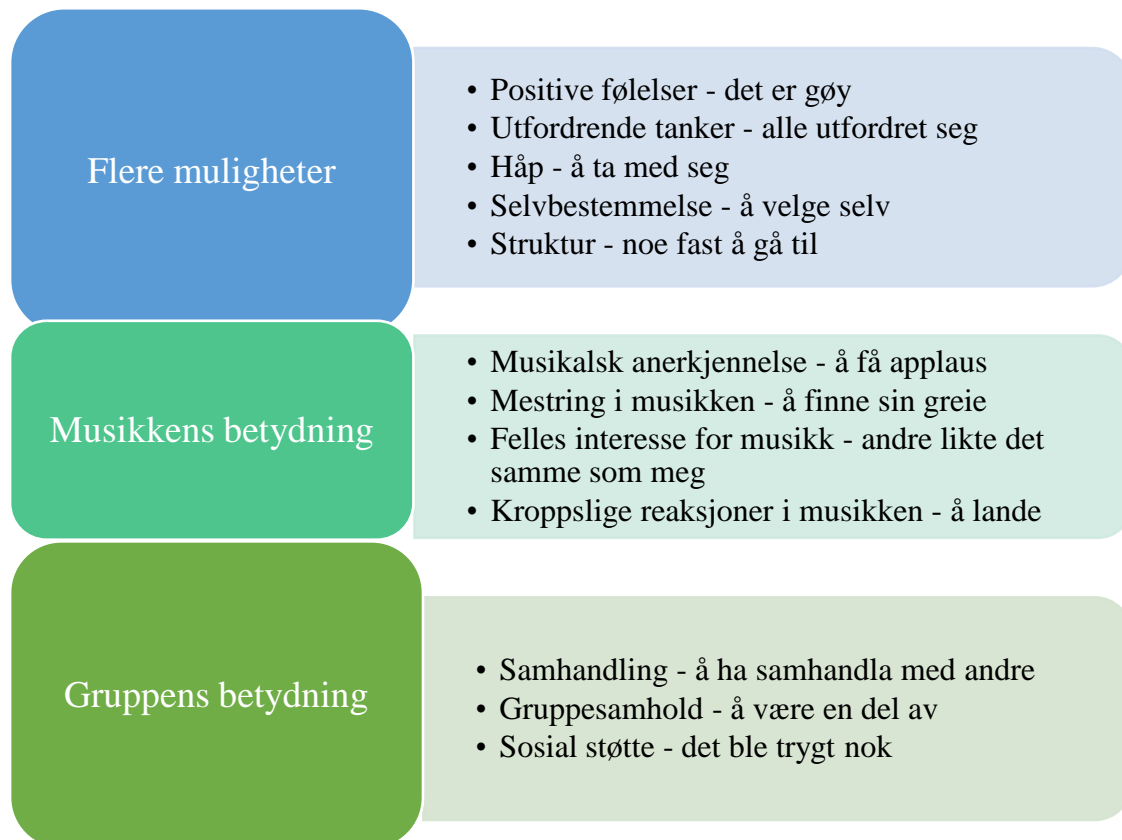 Flere muligheter
• Positive følelser - det er gøy
• Utfordrende tanker - alle utfordret seg
• Håp - å ta med seg
• Selvbestemmelse - å velge selv
• Struktur - noe fast å gå til
Musikkens betydning
• Musikalsk anerkjennelse - å få applaus
• Mestring i musikken - å finne sin greie
• Felles interesse for musikk - andre likte det
samme som meg
• Kroppslige reaksjoner i musikken - å lande
Gruppens betydning
• Samhandling - å ha samhandla med andre
• Gruppesamhold - å være en del av
• Sosial støtte - det ble trygt nok